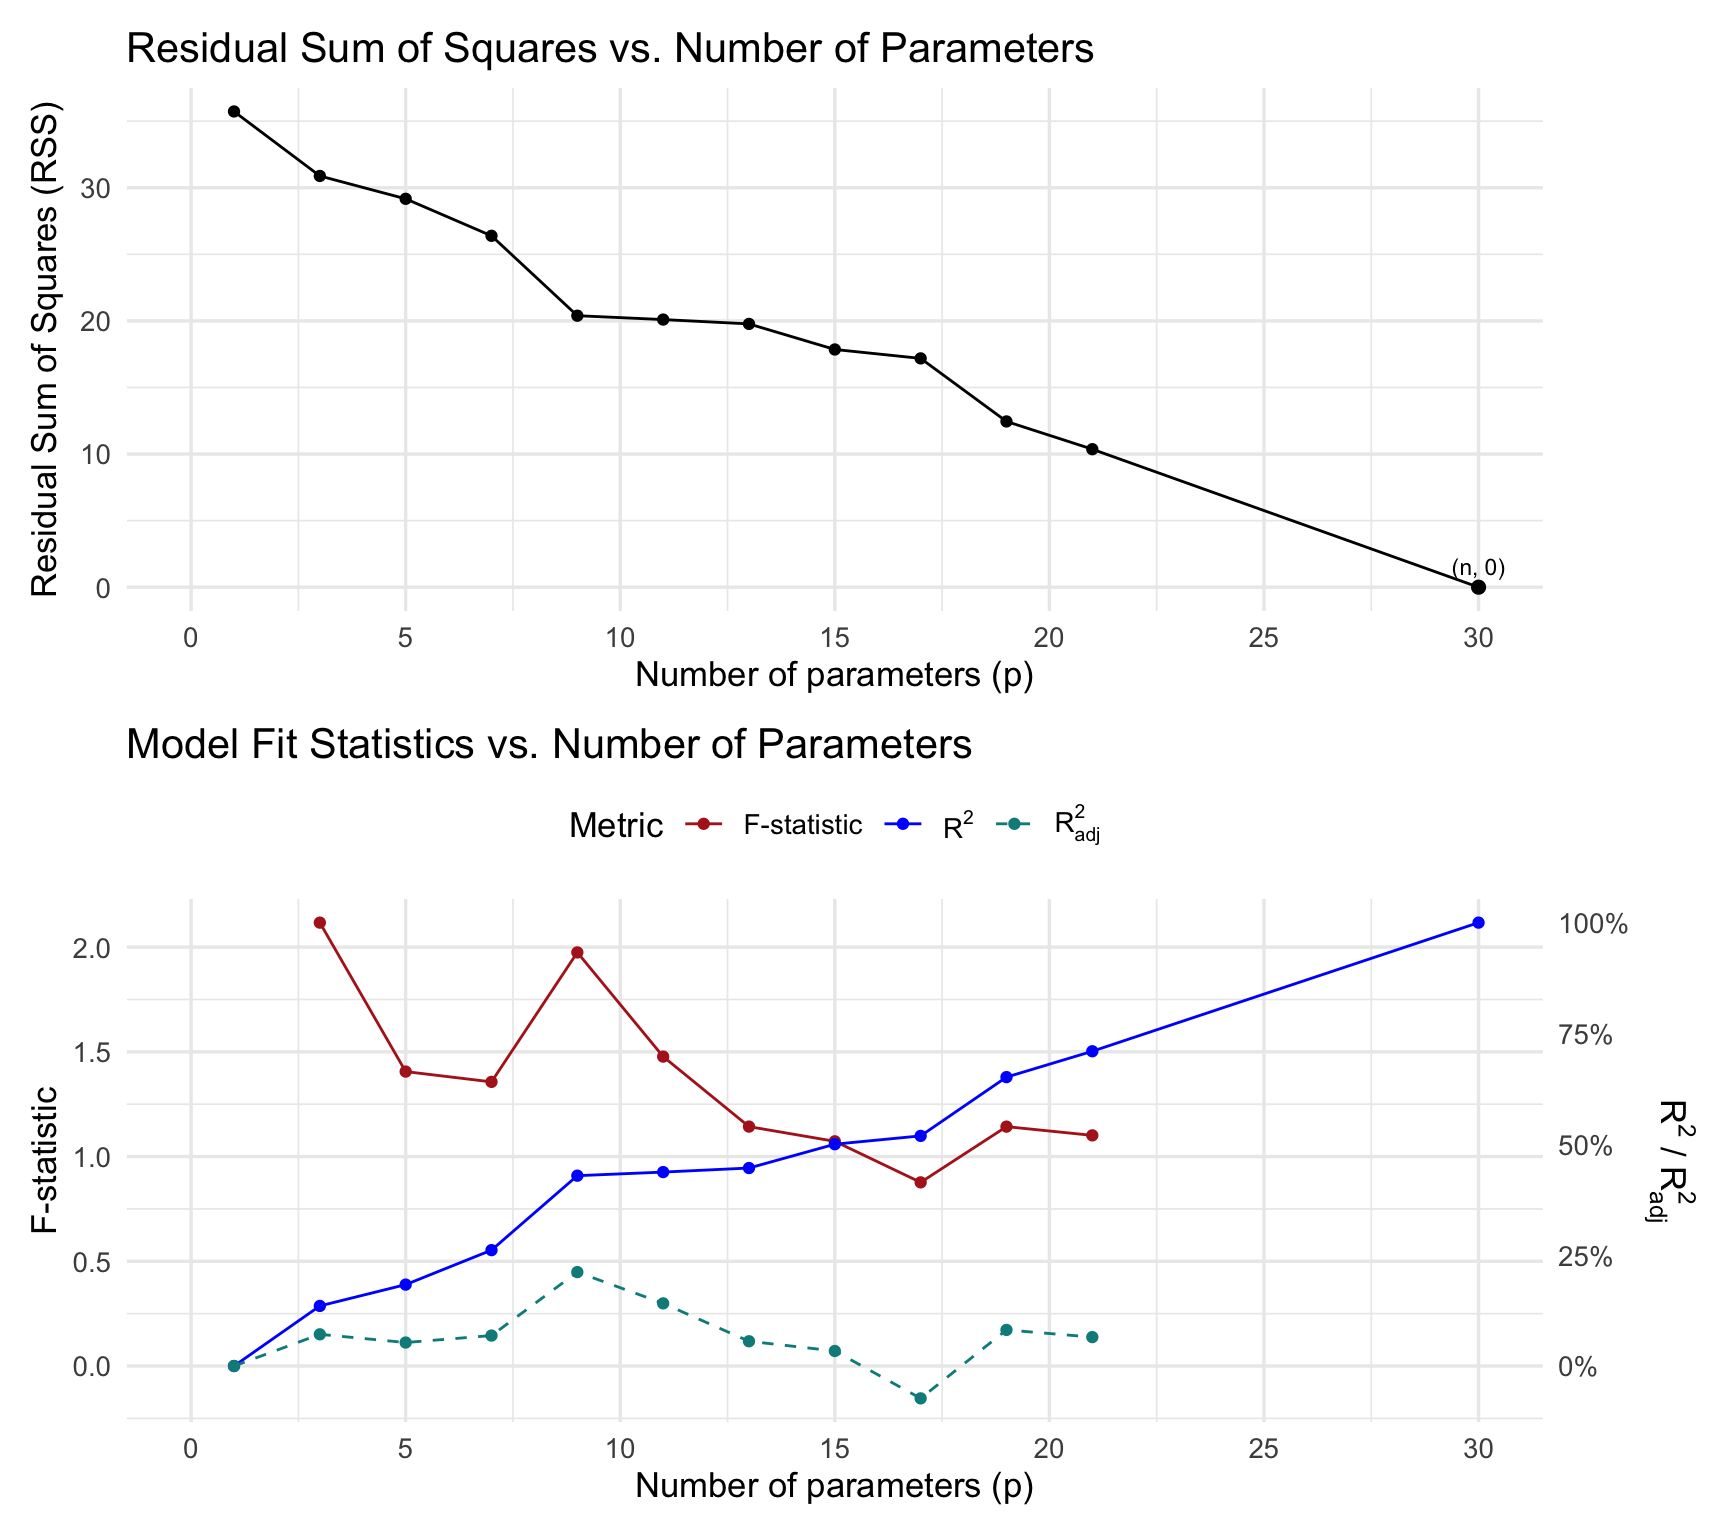 Residual Sum of Squares vs. Number of Parameters
Residual Sum of Squares (RSS)
30
20
10
0
(n, 0)
0 5 10 15 20 25 30
Number of parameters (p)
Model Fit Statistics vs. Number of Parameters
Metric F-statistic R² R²adj
F-statistic
2.0
1.5
1.0
0.5
0.0
100%
75%
50%
25%
0%
R² / R²adj
0 5 10 15 20 25 30
Number of parameters (p)